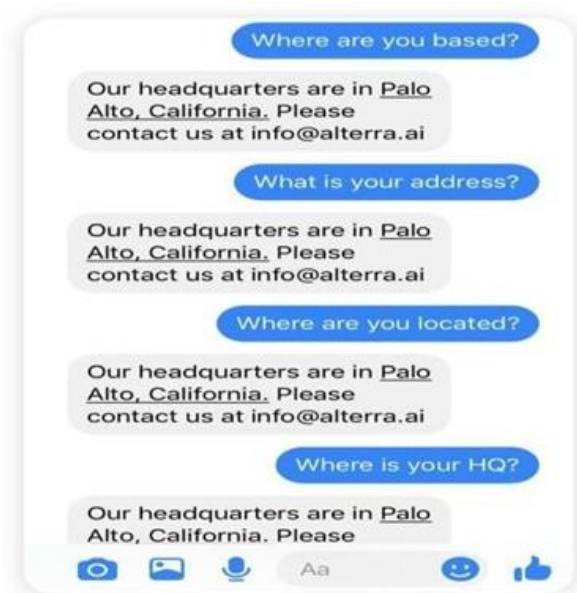 Where are you based?
Our headquarters are in Palo
Alto, California. Please
contact us at info@alterra.ai
What is your address?
Our headquarters are in Palo
Alto, California. Please
contact us at info@alterra.ai
Where are you located?
Our headquarters are in Palo
Alto, California. Please
contact us at info@alterra.ai
Where is your HQ?
Our headquarters are in Palo
Alto, California. Please
Aa